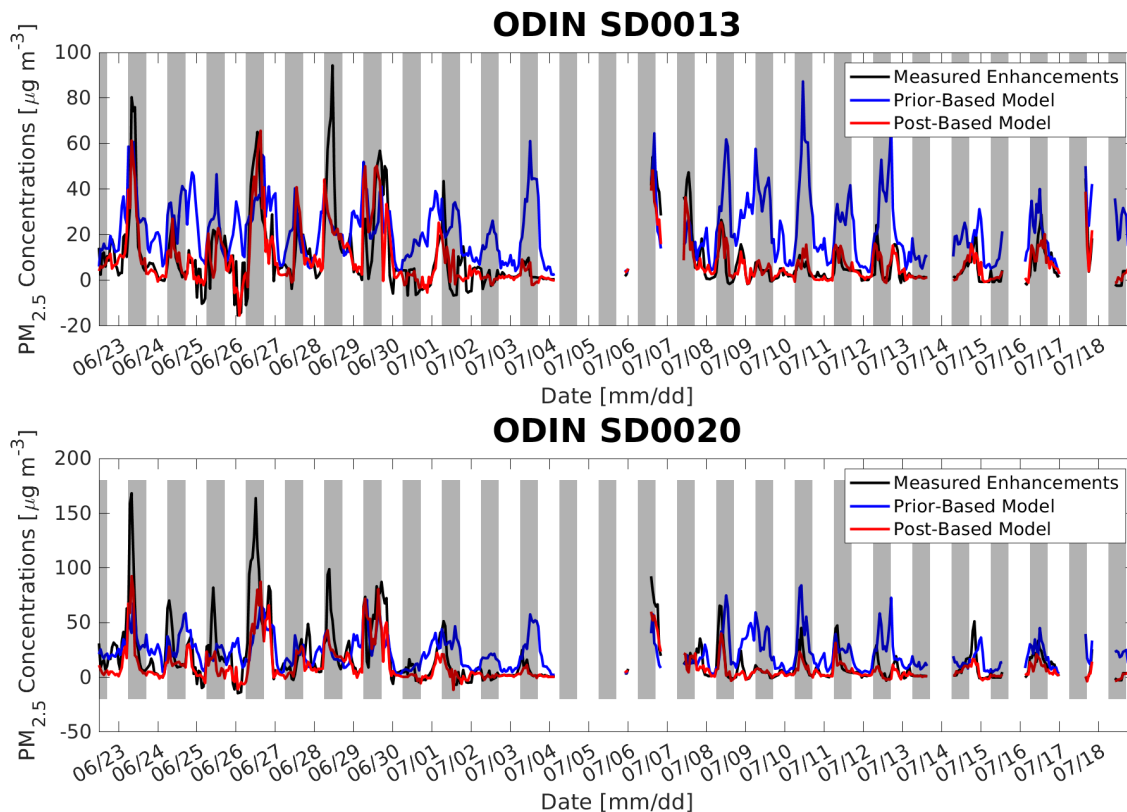 ODIN SD0013
PM2.5 Concentrations [μg m-3]
100
80
60
40
20
0
-20
Measured Enhancements
Prior-Based Model
Post-Based Model
06/23 06/24 06/25 06/26 06/27 06/28 06/29 06/30 07/01 07/02 07/03 07/04 07/05 07/06 07/07 07/08 07/09 07/10 07/11 07/12 07/13 07/14 07/15 07/16 07/17 07/18
Date [mm/dd]
ODIN SD0020
PM2.5 Concentrations [μg m-3]
200
150
100
50
0
-50
Measured Enhancements
Prior-Based Model
Post-Based Model
06/23 06/24 06/25 06/26 06/27 06/28 06/29 06/30 07/01 07/02 07/03 07/04 07/05 07/06 07/07 07/08 07/09 07/10 07/11 07/12 07/13 07/14 07/15 07/16 07/17 07/18
Date [mm/dd]